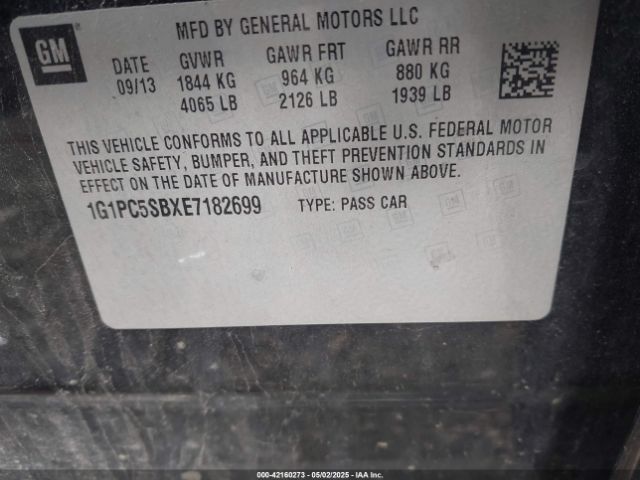 GM
MFD BY GENERAL MOTORS LLC
DATE GVWR GAWR FRT GAWR RR
09/13 1844 KG 964 KG 880 KG
4065 LB 2126 LB 1939 LB
THIS VEHICLE CONFORMS TO ALL APPLICABLE U.S. FEDERAL MOTOR
VEHICLE SAFETY, BUMPER, AND THEFT PREVENTION STANDARDS IN
EFFECT ON THE DATE OF MANUFACTURE SHOWN ABOVE.
1G1PC5SBXE7182699 TYPE: PASS CAR
000-42160273 - 05/02/2025 - IAA, Inc.